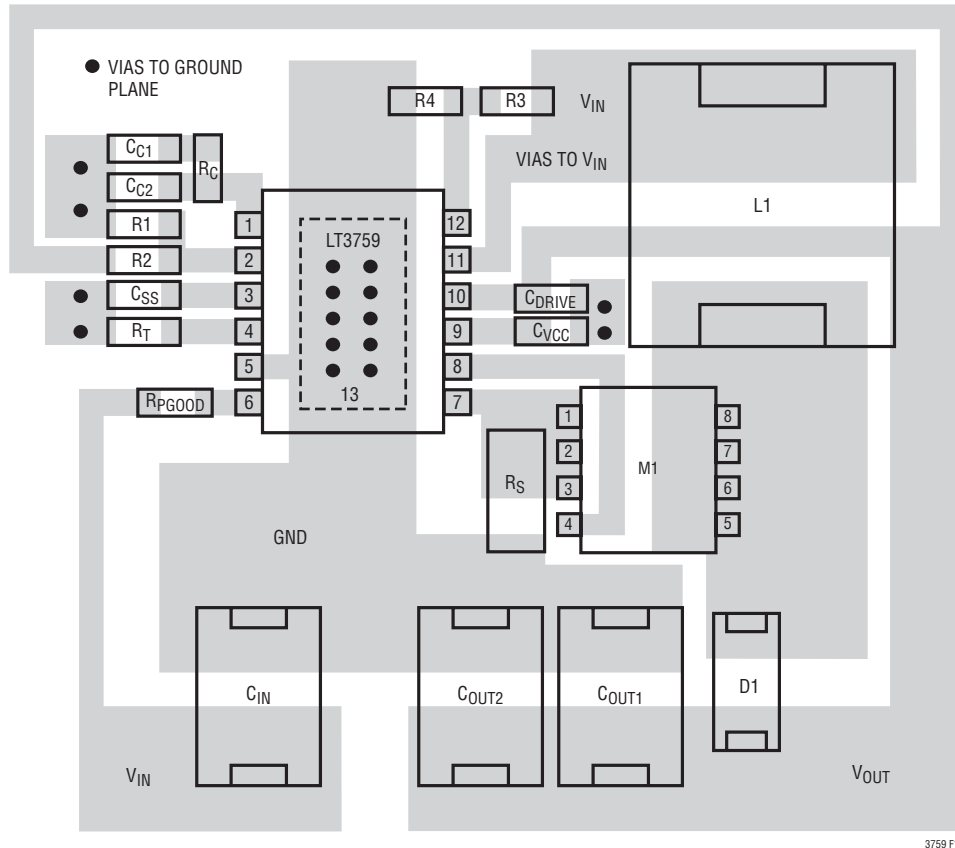 VIAS TO GROUND
PLANE
R4
R3
VIN
CC1
RC
VIAS TO VIN
CC2
L1
R1
1
12
LT3759
R2
2
11
CSS
3
10
CDRIVE
RT
4
9
CVCC
5
8
RPGOOD
6
13
7
1
8
2
7
RS
M1
3
6
4
5
GND
CIN
COUT2
COUT1
D1
VIN
VOUT
3759 F